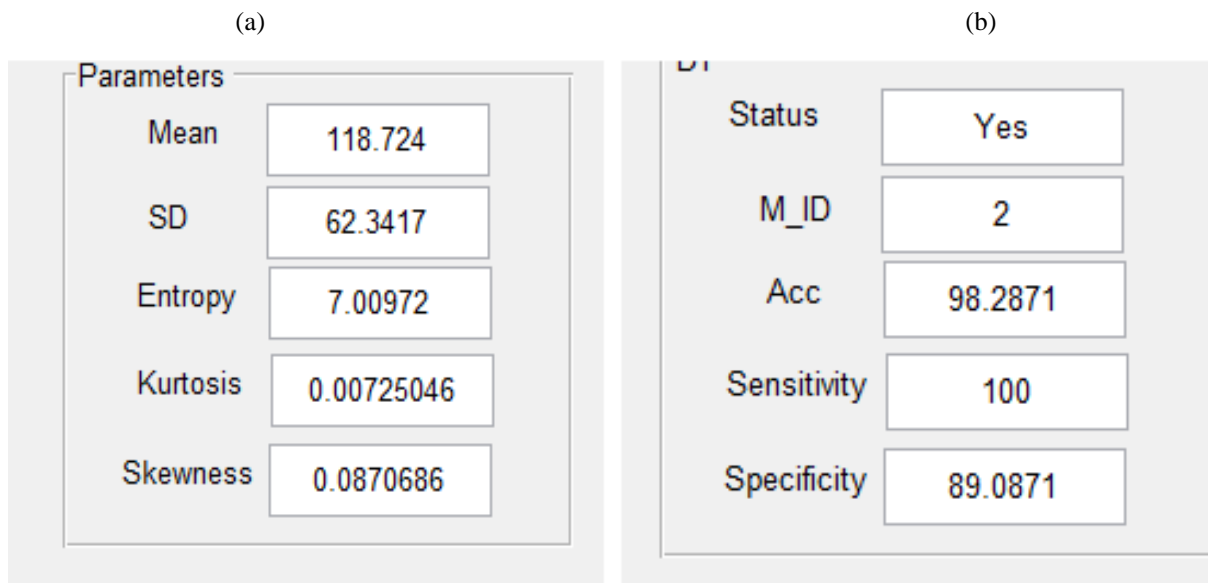 (a)
(b)
Parameters
Mean 118.724
SD 62.3417
Entropy 7.00972
Kurtosis 0.00725046
Skewness 0.0870686
Status Yes
M_ID 2
Acc 98.2871
Sensitivity 100
Specificity 89.0871